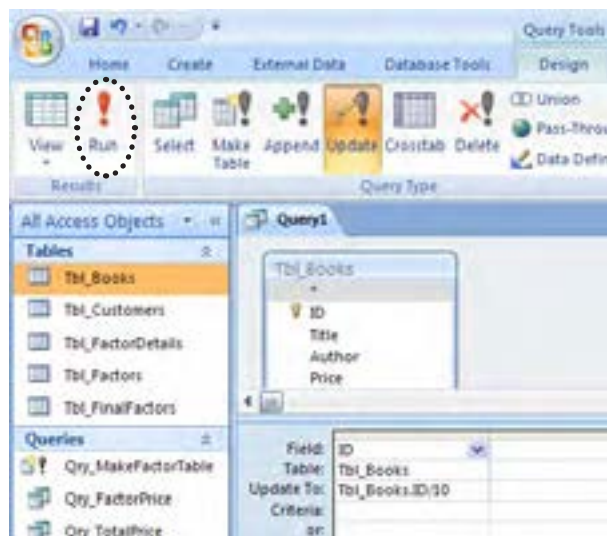 Query Tools
Home Create External Data Database Tools Design
View Run Select Make Table Append Update Crosstab Delete
Union
Pass-Throu
Data Defin
Results Query Type
All Access Objects
Query1
Tables
Tbl_Books
Tbl_Customers
Tbl_FactorDetails
Tbl_Factors
Tbl_FinalFactors
Tbl_Books
*
ID
Title
Author
Price
Queries
Qry_MakeFactorTable
Qry_FactorPrice
Qry_TotalPrice
Field: ID
Table: Tbl_Books
Update To: Tbl_Books.ID/10
Criteria:
or: